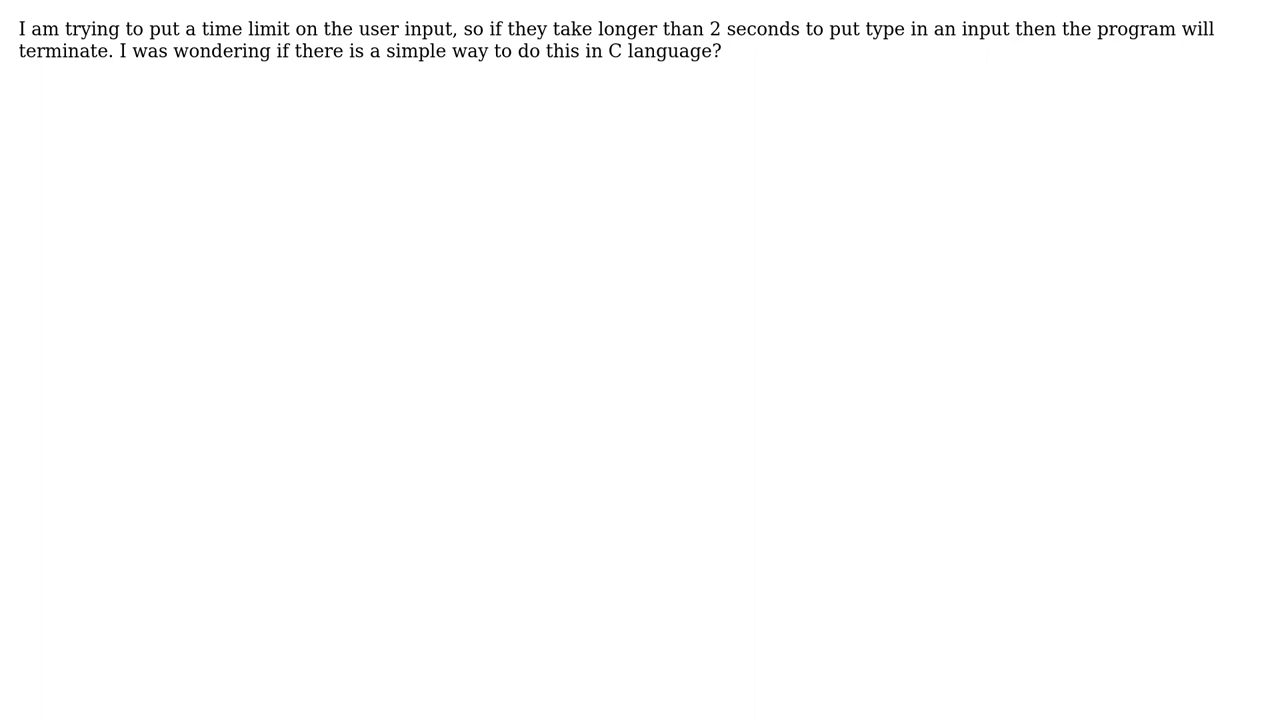 I am trying to put a time limit on the user input, so if they take longer than 2 seconds to put type in an input then the program will
terminate. I was wondering if there is a simple way to do this in C language?